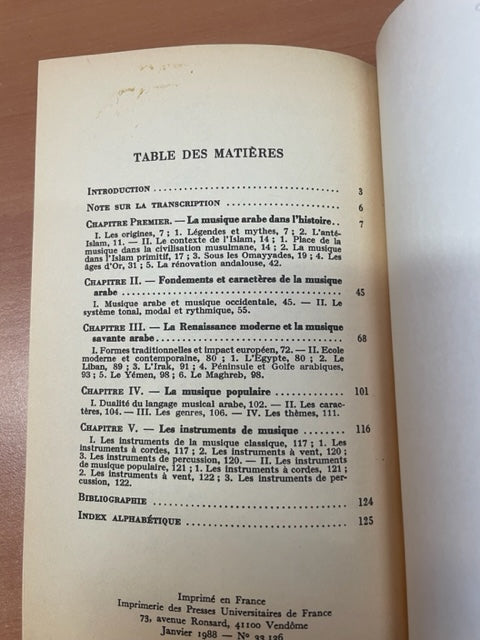 TABLE DES MATIÈRES
INTRODUCTION .......................... 3
NOTE SUR LA TRANSCRIPTION .......................... 6
CHAPITRE PREMIER. — La musique arabe dans l'histoire.. 7
I. Les origines, 7 ; 1. Légendes et mythes, 7 ; 2. L'anté-
Islam, 11. — II. Le contexte de l'Islam, 14 ; 1. Place de la
musique dans la civilisation musulmane, 14 ; 2. La musique
dans l'Islam primitif, 17 ; 3. Sous les Omayyades, 19 ; 4. Les
âges d'Or, 31 ; 5. La rénovation andalouse, 42.
CHAPITRE II. — Fondements et caractères de la musique
arabe .......................... 45
I. Musique arabe et musique occidentale, 45. — II. Le
système tonal, modal et rythmique, 55.
CHAPITRE III. — La Renaissance moderne et la musique
savante arabe .......................... 68
I. Formes traditionnelles et impact européen, 72. — II. Ecole
moderne et contemporaine, 80 ; 1. L'Egypte, 80 ; 2. Le
Liban, 89 ; 3. L'Irak, 91 ; 4. Péninsule et Golfe arabiques,
93 ; 5. Le Yémen, 98 ; 6. Le Maghreb, 98.
CHAPITRE IV. — La musique populaire .......................... 101
I. Dualité du langage musical arabe, 102. — II. Les carac-
tères, 104. — III. Les genres, 106. — IV. Les thèmes, 111.
CHAPITRE V. — Les instruments de musique .......................... 116
I. Les instruments de la musique classique, 117 ; 1. Les
instruments à cordes, 117 ; 2. Les instruments à vent, 120 ;
3. Les instruments de percussion, 120. — II. Les instruments
de musique populaire, 121 ; 1. Les instruments à cordes, 121 ;
2. Les instruments à vent, 122 ; 3. Les instruments de per-
cussion, 122.
BIBLIOGRAPHIE .......................... 124
INDEX ALPHABÉTIQUE .......................... 125
Imprimé en France
Imprimerie des Presses Universitaires de France
73, avenue Ronsard, 41100 Vendôme
Janvier 1988 — N° 33 136